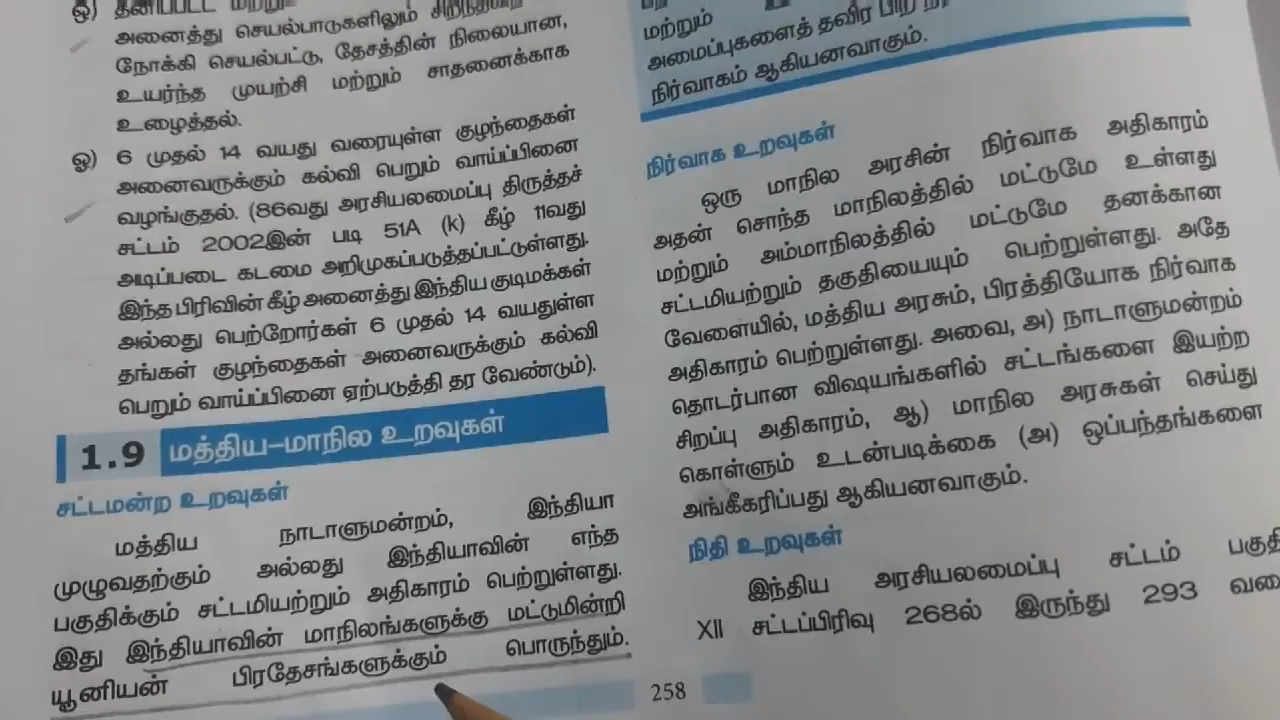 ஒ) தனிப்பட்ட மற்றும்
அனைத்து செயல்பாடுகளிலும் சிறந்தவற்றை
நோக்கி செயல்பட்டு, தேசத்தின் நிலையான,
உயர்ந்த முயற்சி மற்றும் சாதனைக்காக
உழைத்தல்.
ஓ) 6 முதல் 14 வயது வரையுள்ள குழந்தைகள்
அனைவருக்கும் கல்வி பெறும் வாய்ப்பினை
வழங்குதல். (86வது அரசியலமைப்பு திருத்தச்
சட்டம் 2002இன் படி 51A (k) கீழ் 11வது
அடிப்படை கடமை அறிமுகப்படுத்தப்பட்டுள்ளது.
இந்த பிரிவின் கீழ் அனைத்து இந்திய குடிமக்கள்
அல்லது பெற்றோர்கள் 6 முதல் 14 வயதுள்ள
தங்கள் குழந்தைகள் அனைவருக்கும் கல்வி
பெறும் வாய்ப்பினை ஏற்படுத்தி தர வேண்டும்).
1.9 மத்திய-மாநில உறவுகள்
சட்டமன்ற உறவுகள்
மத்திய நாடாளுமன்றம், இந்தியா
முழுவதற்கும் அல்லது இந்தியாவின் எந்த
பகுதிக்கும் சட்டமியற்றும் அதிகாரம் பெற்றுள்ளது.
இது இந்தியாவின் மாநிலங்களுக்கு மட்டுமின்றி
யூனியன் பிரதேசங்களுக்கும் பொருந்தும்.
மற்றும்
அமைப்புகளைத் தவிர பிற
நிர்வாகம் ஆகியனவாகும்.
நிர்வாக உறவுகள்
ஒரு மாநில அரசின் நிர்வாக அதிகாரம்
அதன் சொந்த மாநிலத்தில் மட்டுமே உள்ளது
மற்றும் அம்மாநிலத்தில் மட்டுமே தனக்கான
சட்டமியற்றும் தகுதியையும் பெற்றுள்ளது. அதே
வேளையில், மத்திய அரசும், பிரத்தியோக நிர்வாக
அதிகாரம் பெற்றுள்ளது. அவை, அ) நாடாளுமன்றம்
தொடர்பான விஷயங்களில் சட்டங்களை இயற்ற
சிறப்பு அதிகாரம், ஆ) மாநில அரசுகள் செய்து
கொள்ளும் உடன்படிக்கை (அ) ஒப்பந்தங்களை
அங்கீகரிப்பது ஆகியனவாகும்.
நிதி உறவுகள்
இந்திய அரசியலமைப்பு சட்டம் பகுதி
XII சட்டப்பிரிவு 268ல் இருந்து 293 வரை
258